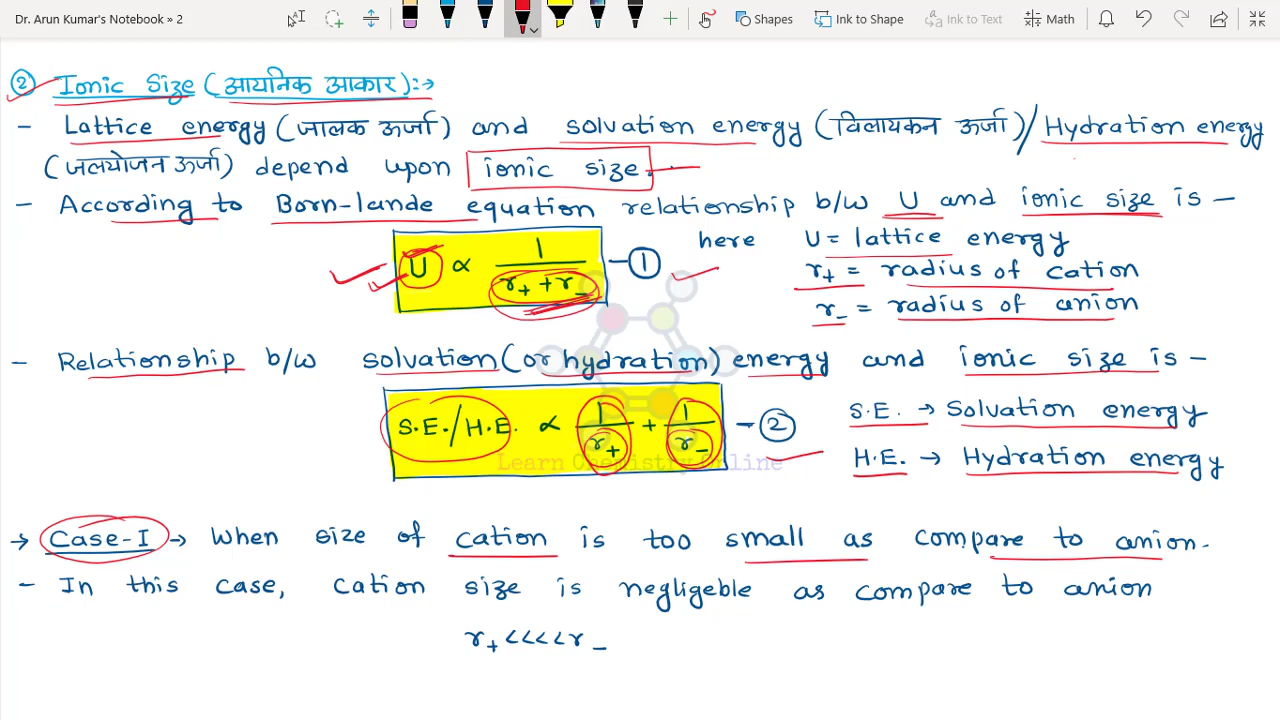 Dr. Arun Kumar's Notebook » 2
Shapes
Ink to Shape
Ink to Text
Math
② Ionic Size (आयनिक आकार) :→
- Lattice energy (जालक ऊर्जा) and solvation energy (विलायकन ऊर्जा)/Hydration energy
(जलयोजन ऊर्जा) depend upon ionic size.
- According to Born-lande equation relationship b/w U and ionic size is -
U ∝ 1/(r₊ + r₋) -①
here U = lattice energy
r₊ = radius of cation
r₋ = radius of anion
- Relationship b/w solvation (or hydration) energy and ionic size is -
S.E./H.E. ∝ 1/r₊ + 1/r₋ -②
S.E. → Solvation energy
H.E. → Hydration energy
Learn Chemistry Online
→ Case-I → When size of cation is too small as compare to anion.
- In this case, cation size is negligeble as compare to anion
r₊ <<<< r₋